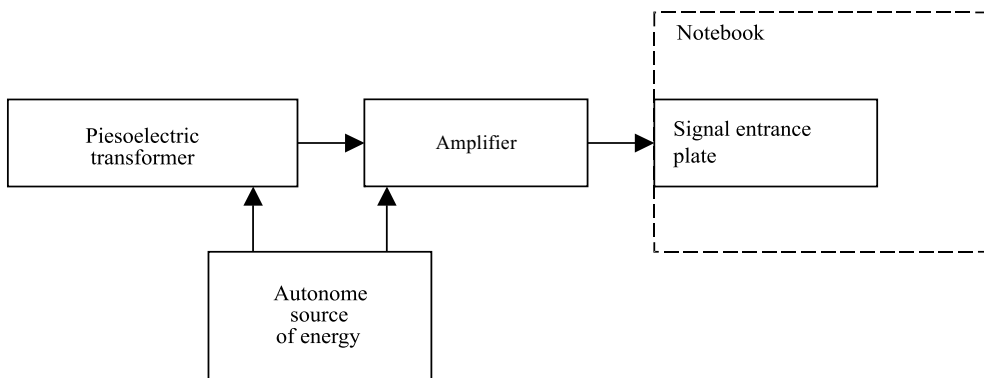 Notebook
Piesoelectric
transformer
Amplifier
Signal entrance
plate
Autonome
source
of energy